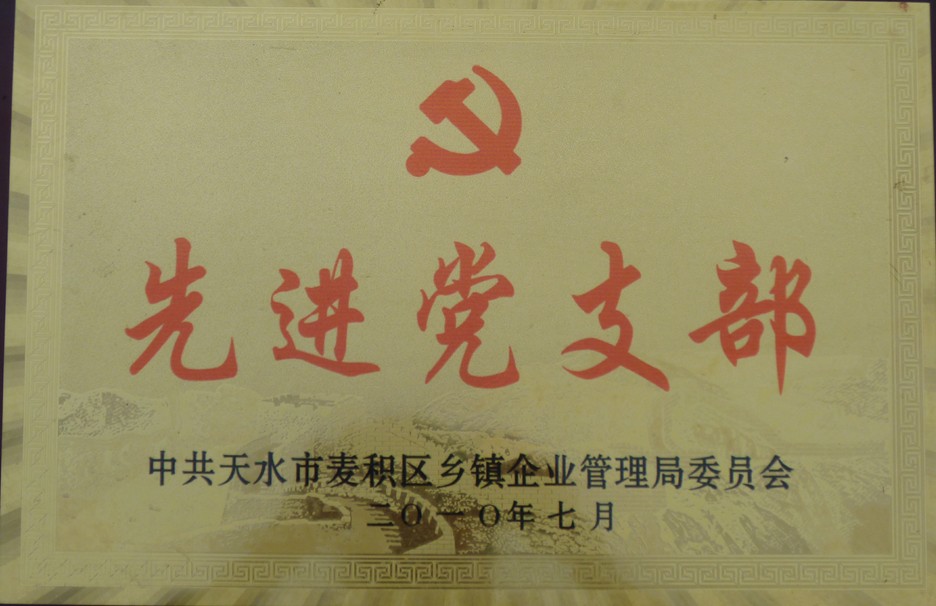 先进党支部
中共天水市麦积区乡镇企业管理局委员会
二〇一〇年七月